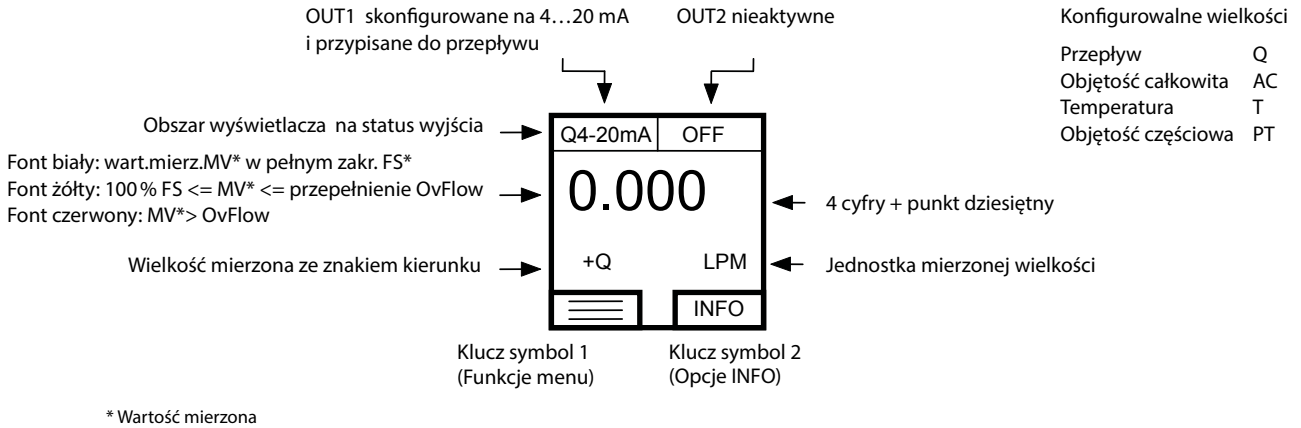 OUT1 skonfigurowane na 4…20 mA
i przypisane do przepływu
OUT2 nieaktywne
Konfigurowalne wielkości
Przepływ Q
Objętość całkowita AC
Temperatura T
Objętość częściowa PT
Obszar wyświetlacza na status wyjścia
Q4-20mA OFF
Font biały: wart.mierz.MV* w pełnym zakr. FS*
Font żółty: 100 % FS <= MV* <= przepełnienie OvFlow
Font czerwony: MV*> OvFlow
0.000
4 cyfry + punkt dziesiętny
Wielkość mierzona ze znakiem kierunku
+Q LPM
Jednostka mierzonej wielkości
INFO
Klucz symbol 1
(Funkcje menu)
Klucz symbol 2
(Opcje INFO)
* Wartość mierzona